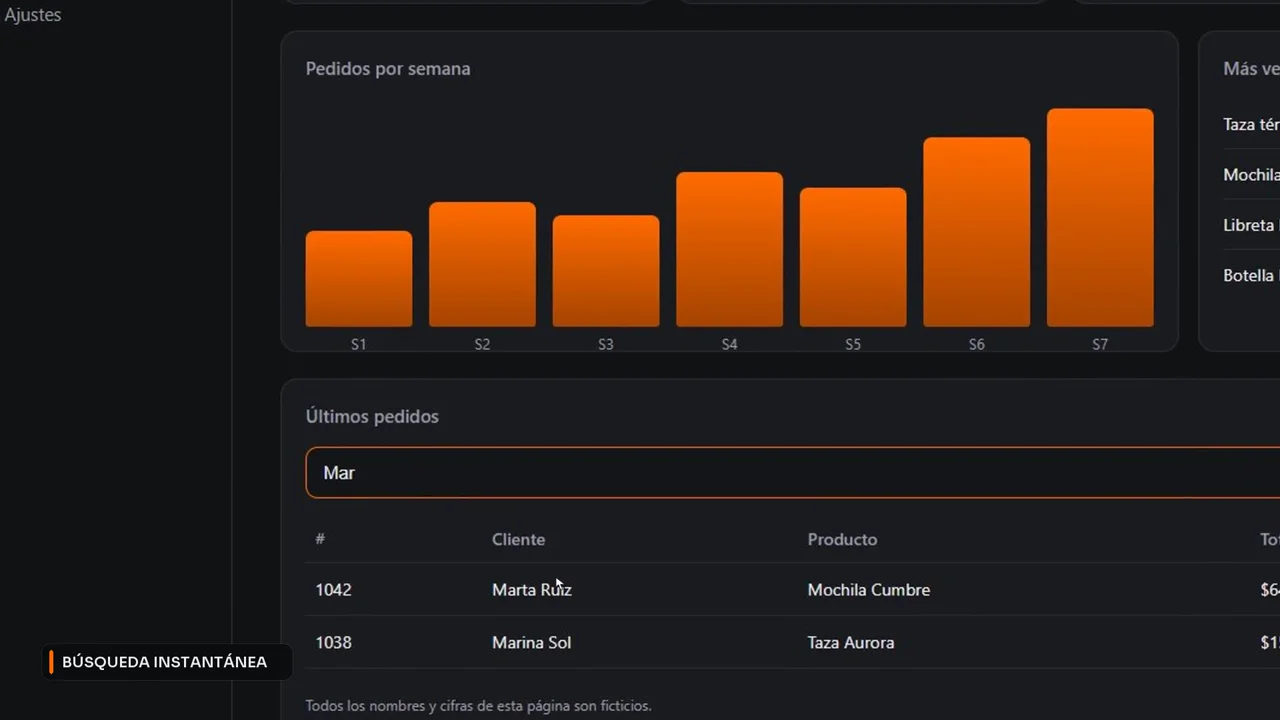 Ajustes
Pedidos por semana
S1 S2 S3 S4 S5 S6 S7
Más
Taza
Mochila
Libreta
Botella
Últimos pedidos
Mar
# Cliente Producto
1042 Marta Ruiz Mochila Cumbre
1038 Marina Sol Taza Aurora
BÚSQUEDA INSTANTÁNEA
Todos los nombres y cifras de esta página son ficticios.